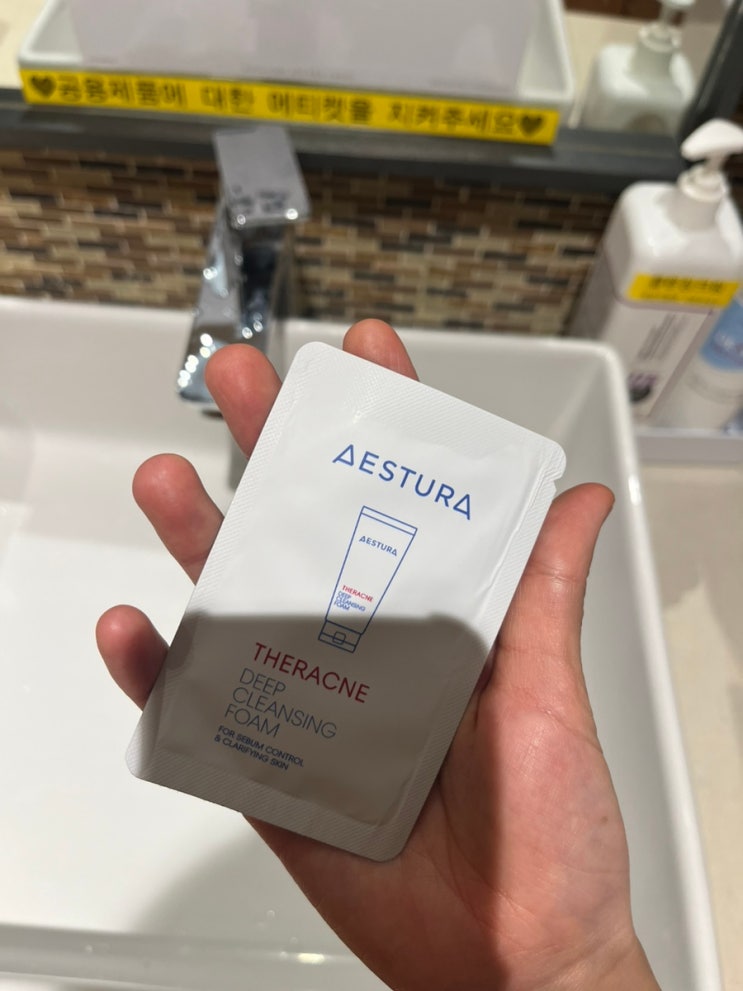 ♥공용제품에 대한 에티켓을 지켜주세요♥
AESTURA
AESTURA
THERACNE
DEEP
CLEANSING
FOAM
THERACNE
DEEP
CLEANSING
FOAM
FOR SEBUM CONTROL
& CLARIFYING SKIN